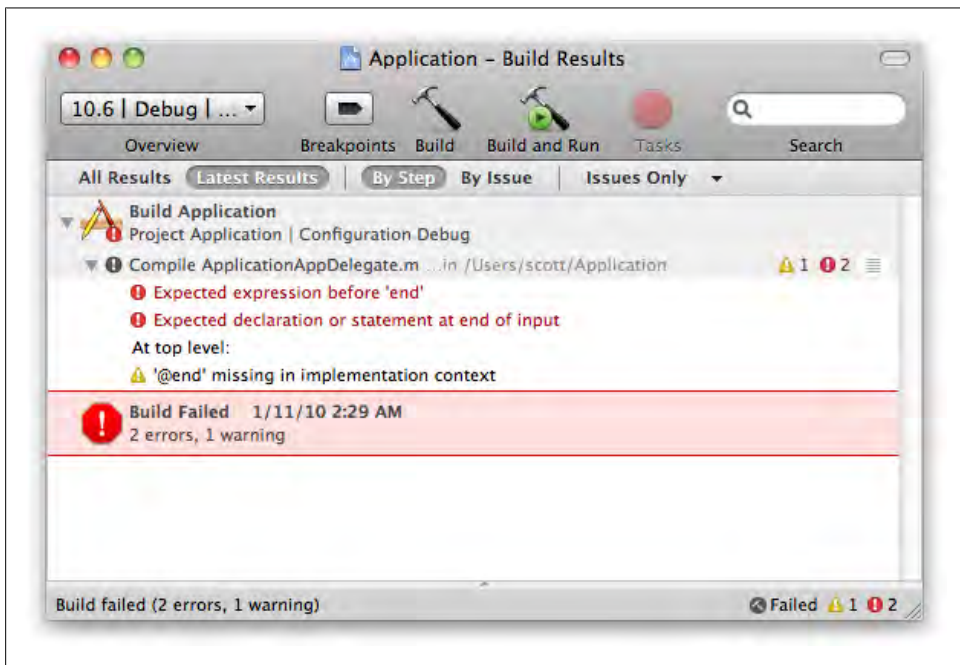 Application – Build Results
10.6 | Debug | ...
Overview
Breakpoints
Build
Build and Run
Tasks
Search
All Results Latest Results By Step By Issue Issues Only
Build Application
Project Application | Configuration Debug
Compile ApplicationAppDelegate.m ...in /Users/scott/Application 1 2
Expected expression before 'end'
Expected declaration or statement at end of input
At top level:
'@end' missing in implementation context
Build Failed 1/11/10 2:29 AM
2 errors, 1 warning
Build failed (2 errors, 1 warning) Failed 1 2